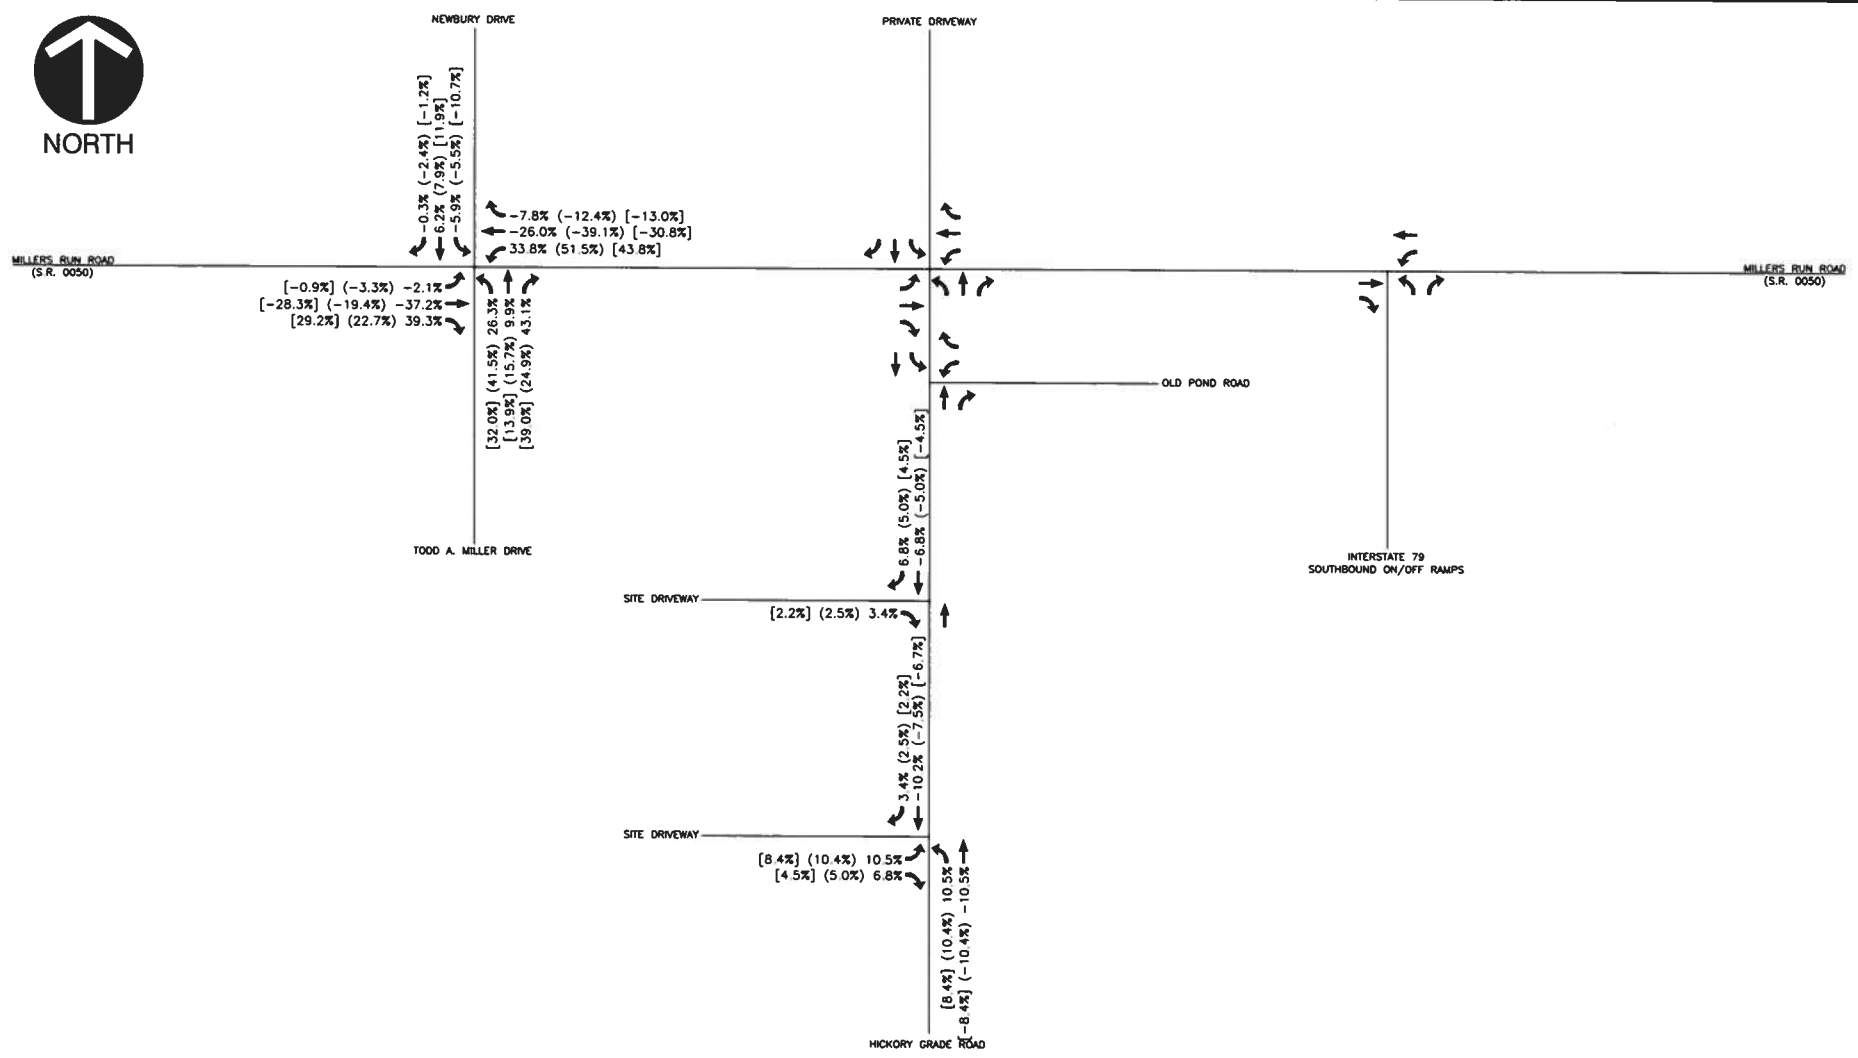 NEWBURY DRIVE
PRIVATE DRIVEWAY
NORTH
-0.3% (-2.4%) [-1.2%]
6.2% (7.9%) [11.9%]
-5.9% (-5.5%) [-10.7%]
-7.8% (-12.4%) [-13.0%]
-26.0% (-39.1%) [-30.8%]
33.8% (51.5%) [43.8%]
MILLERS RUN ROAD
(S.R. 0050)
MILLERS RUN ROAD
(S.R. 0050)
[-0.9%] (-3.3%) -2.1%
[-28.3%] (-19.4%) -37.2%
[29.2%] (22.7%) 39.3%
[32.0%] (41.5%) 26.3%
[13.9%] (15.7%) 9.9%
[39.0%] (24.9%) 43.1%
OLD POND ROAD
6.8% (5.0%) [4.5%]
-6.8% (-5.0%) [-4.5%]
TODD A. MILLER DRIVE
INTERSTATE 79
SOUTHBOUND ON/OFF RAMPS
SITE DRIVEWAY
[2.2%] (2.5%) 3.4%
3.4% (2.5%) [2.2%]
-10.2% (-7.5%) [-6.7%]
SITE DRIVEWAY
[8.4%] (10.4%) 10.5%
[4.5%] (5.0%) 6.8%
[8.4%] (10.4%) 10.5%
[-8.4%] (-10.4%) -10.5%
HICKORY GRADE ROAD